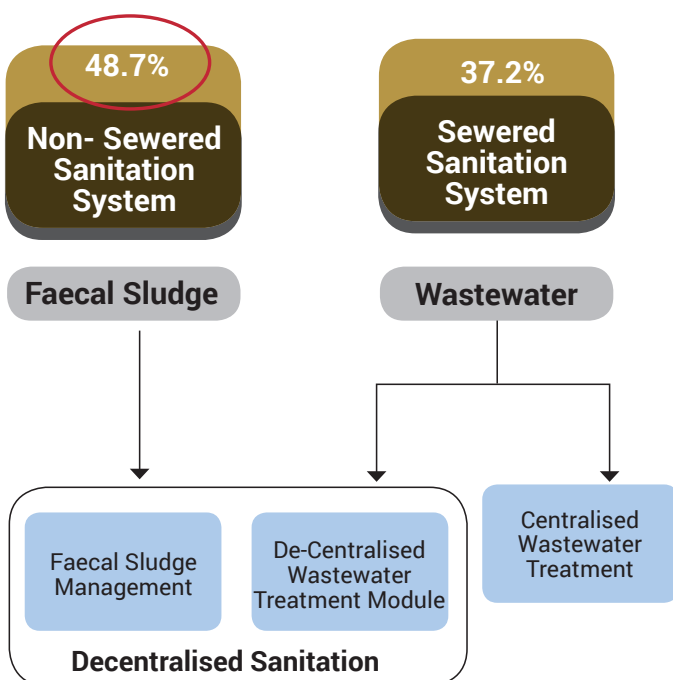 48.7%
Non- Sewered
Sanitation
System
37.2%
Sewered
Sanitation
System
Faecal Sludge
Wastewater
Faecal Sludge
Management
De-Centralised
Wastewater
Treatment Module
Centralised
Wastewater
Treatment
Decentralised Sanitation